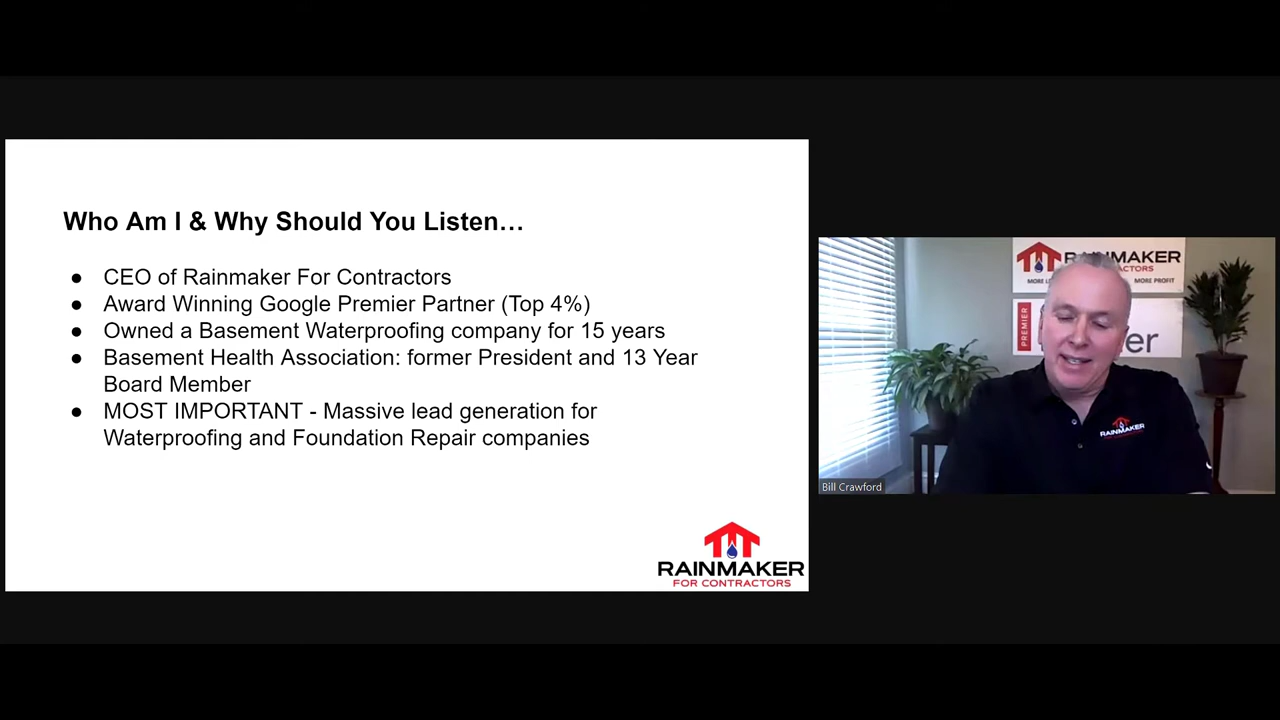 Who Am I & Why Should You Listen…
● CEO of Rainmaker For Contractors
● Award Winning Google Premier Partner (Top 4%)
● Owned a Basement Waterproofing company for 15 years
● Basement Health Association: former President and 13 Year
Board Member
● MOST IMPORTANT - Massive lead generation for
Waterproofing and Foundation Repair companies
RAINMAKER
FOR CONTRACTORS
RAINMAKER
MORE PROFIT
PREMIER
RAINMAKER
Bill Crawford